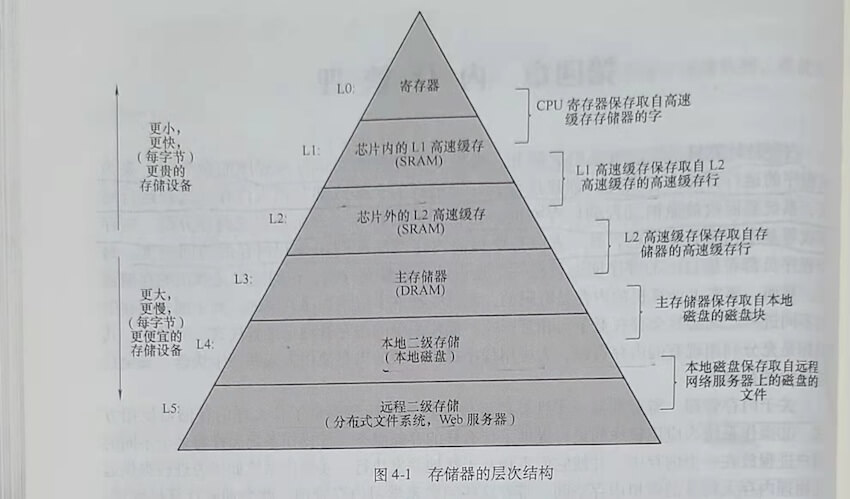 L0:
寄存器
CPU 寄存器保存取自高速
缓存存储器的字
更小，
更快，
（每字节）
更贵的
存储设备
L1:
芯片内的 L1 高速缓存
(SRAM)
L1 高速缓存保存取自 L2
高速缓存的高速缓存行
L2:
芯片外的 L2 高速缓存
(SRAM)
L2 高速缓存保存取自存
储器的高速缓存行
L3:
主存储器
(DRAM)
主存储器保存取自本地
磁盘的磁盘块
更大，
更慢，
（每字节）
更便宜的
存储设备
L4:
本地二级存储
（本地磁盘）
本地磁盘保存取自远程
网络服务器上的磁盘的
文件
L5:
远程二级存储
（分布式文件系统，Web 服务器）
图 4-1 存储器的层次结构